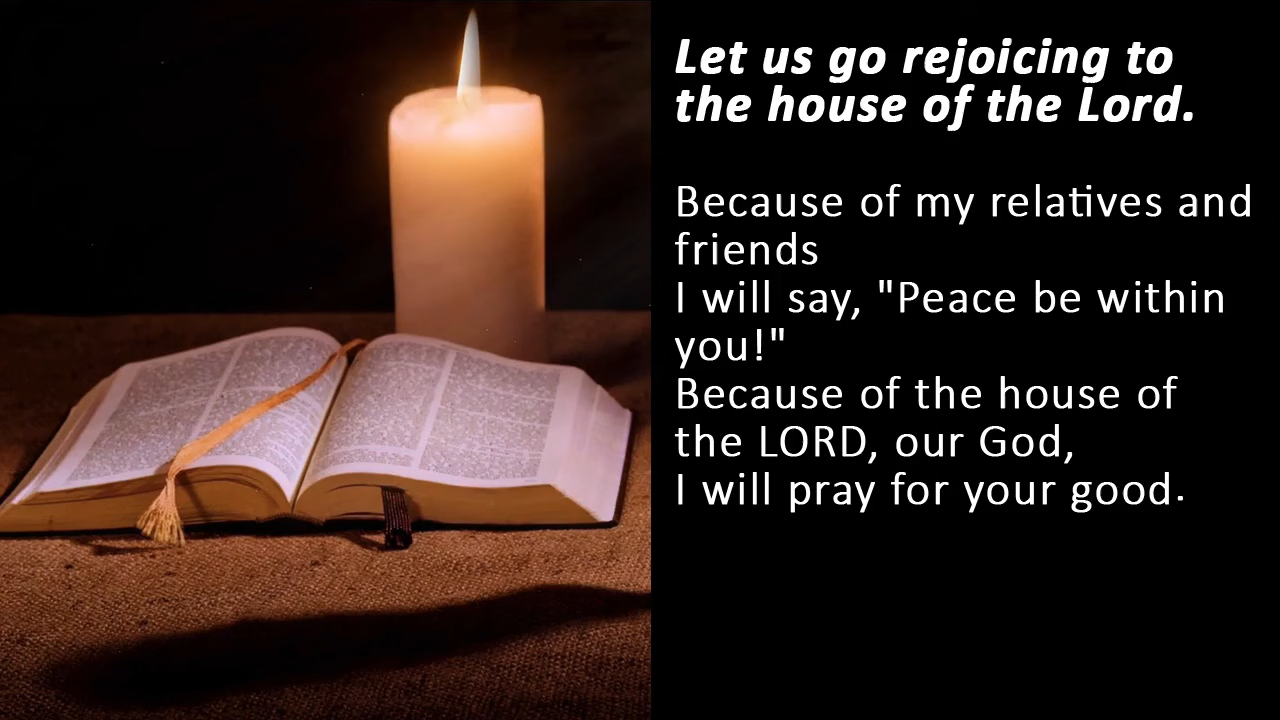 Let us go rejoicing to
the house of the Lord.
Because of my relatives and
friends
I will say, "Peace be within
you!"
Because of the house of
the LORD, our God,
I will pray for your good.